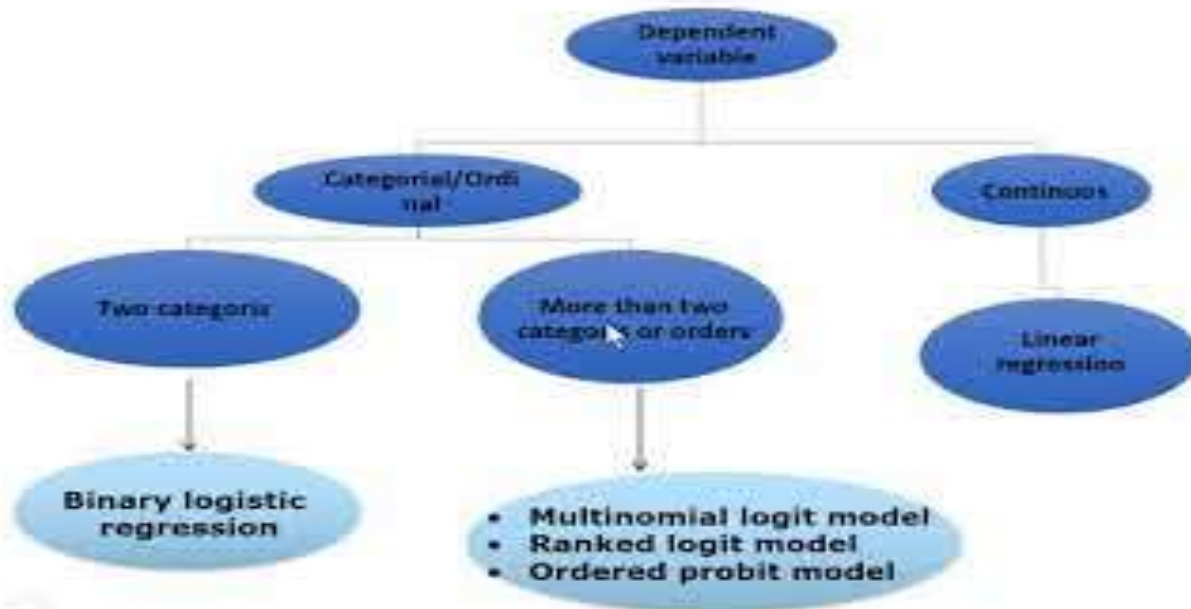 Dependent
variable
Categorial/Ordi
nal
Continuos
Two categoris
More than two
categoris or orders
Linear
regression
Binary logistic
regression
• Multinomial logit model
• Ranked logit model
• Ordered probit model